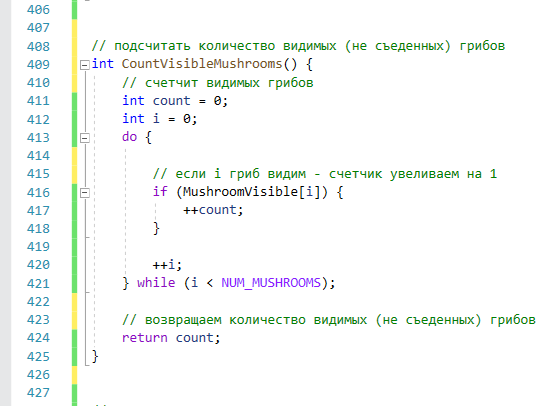 406
407
408 // подсчитать количество видимых (не съеденных) грибов
409 int CountVisibleMushrooms() {
410 // счетчит видимых грибов
411 int count = 0;
412 int i = 0;
413 do {
414
415 // если i гриб видим - счетчик увеливаем на 1
416 if (MushroomVisible[i]) {
417 ++count;
418 }
419
420 ++i;
421 } while (i < NUM_MUSHROOMS);
422
423 // возвращаем количество видимых (не съеденных) грибов
424 return count;
425 }
426
427